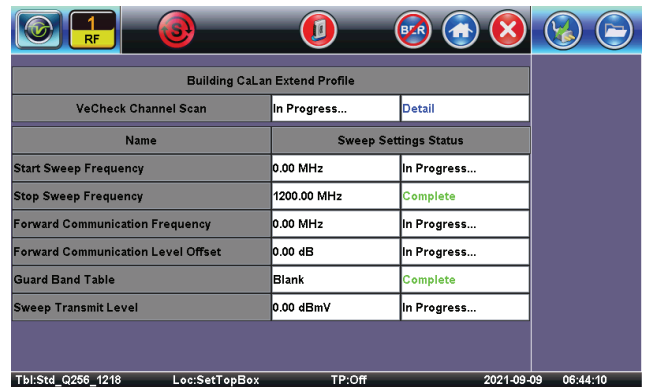 1
RF
S
BER
Building CaLan Extend Profile
VeCheck Channel Scan In Progress... Detail
Name Sweep Settings Status
Start Sweep Frequency 0.00 MHz In Progress...
Stop Sweep Frequency 1200.00 MHz Complete
Forward Communication Frequency 0.00 MHz In Progress...
Forward Communication Level Offset 0.00 dB In Progress...
Guard Band Table Blank Complete
Sweep Transmit Level 0.00 dBmV In Progress...
Tbl:Std_Q256_1218 Loc:SetTopBox TP:Off 2021-09-09 06:44:10